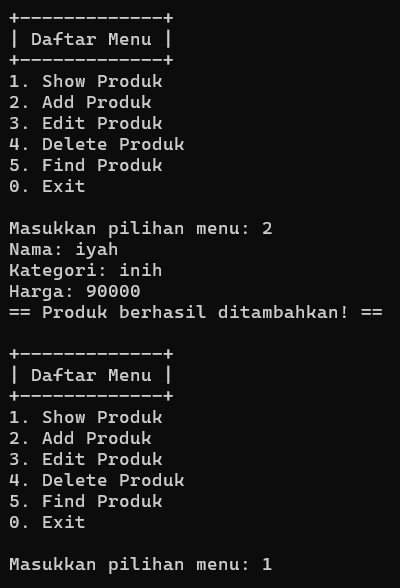 +-------------+
| Daftar Menu |
+-------------+
1. Show Produk
2. Add Produk
3. Edit Produk
4. Delete Produk
5. Find Produk
0. Exit

Masukkan pilihan menu: 2
Nama: iyah
Kategori: inih
Harga: 90000
== Produk berhasil ditambahkan! ==

+-------------+
| Daftar Menu |
+-------------+
1. Show Produk
2. Add Produk
3. Edit Produk
4. Delete Produk
5. Find Produk
0. Exit

Masukkan pilihan menu: 1